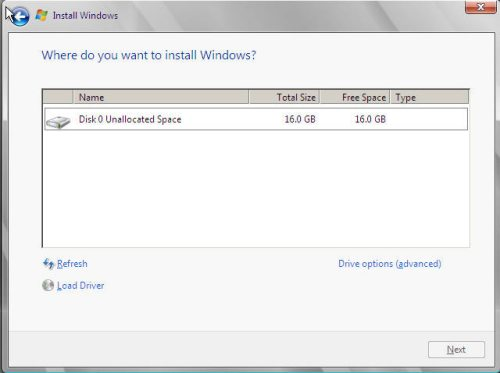 Install Windows
Where do you want to install Windows?
Name Total Size Free Space Type
Disk 0 Unallocated Space 16.0 GB 16.0 GB
Refresh Drive options (advanced)
Load Driver
Next